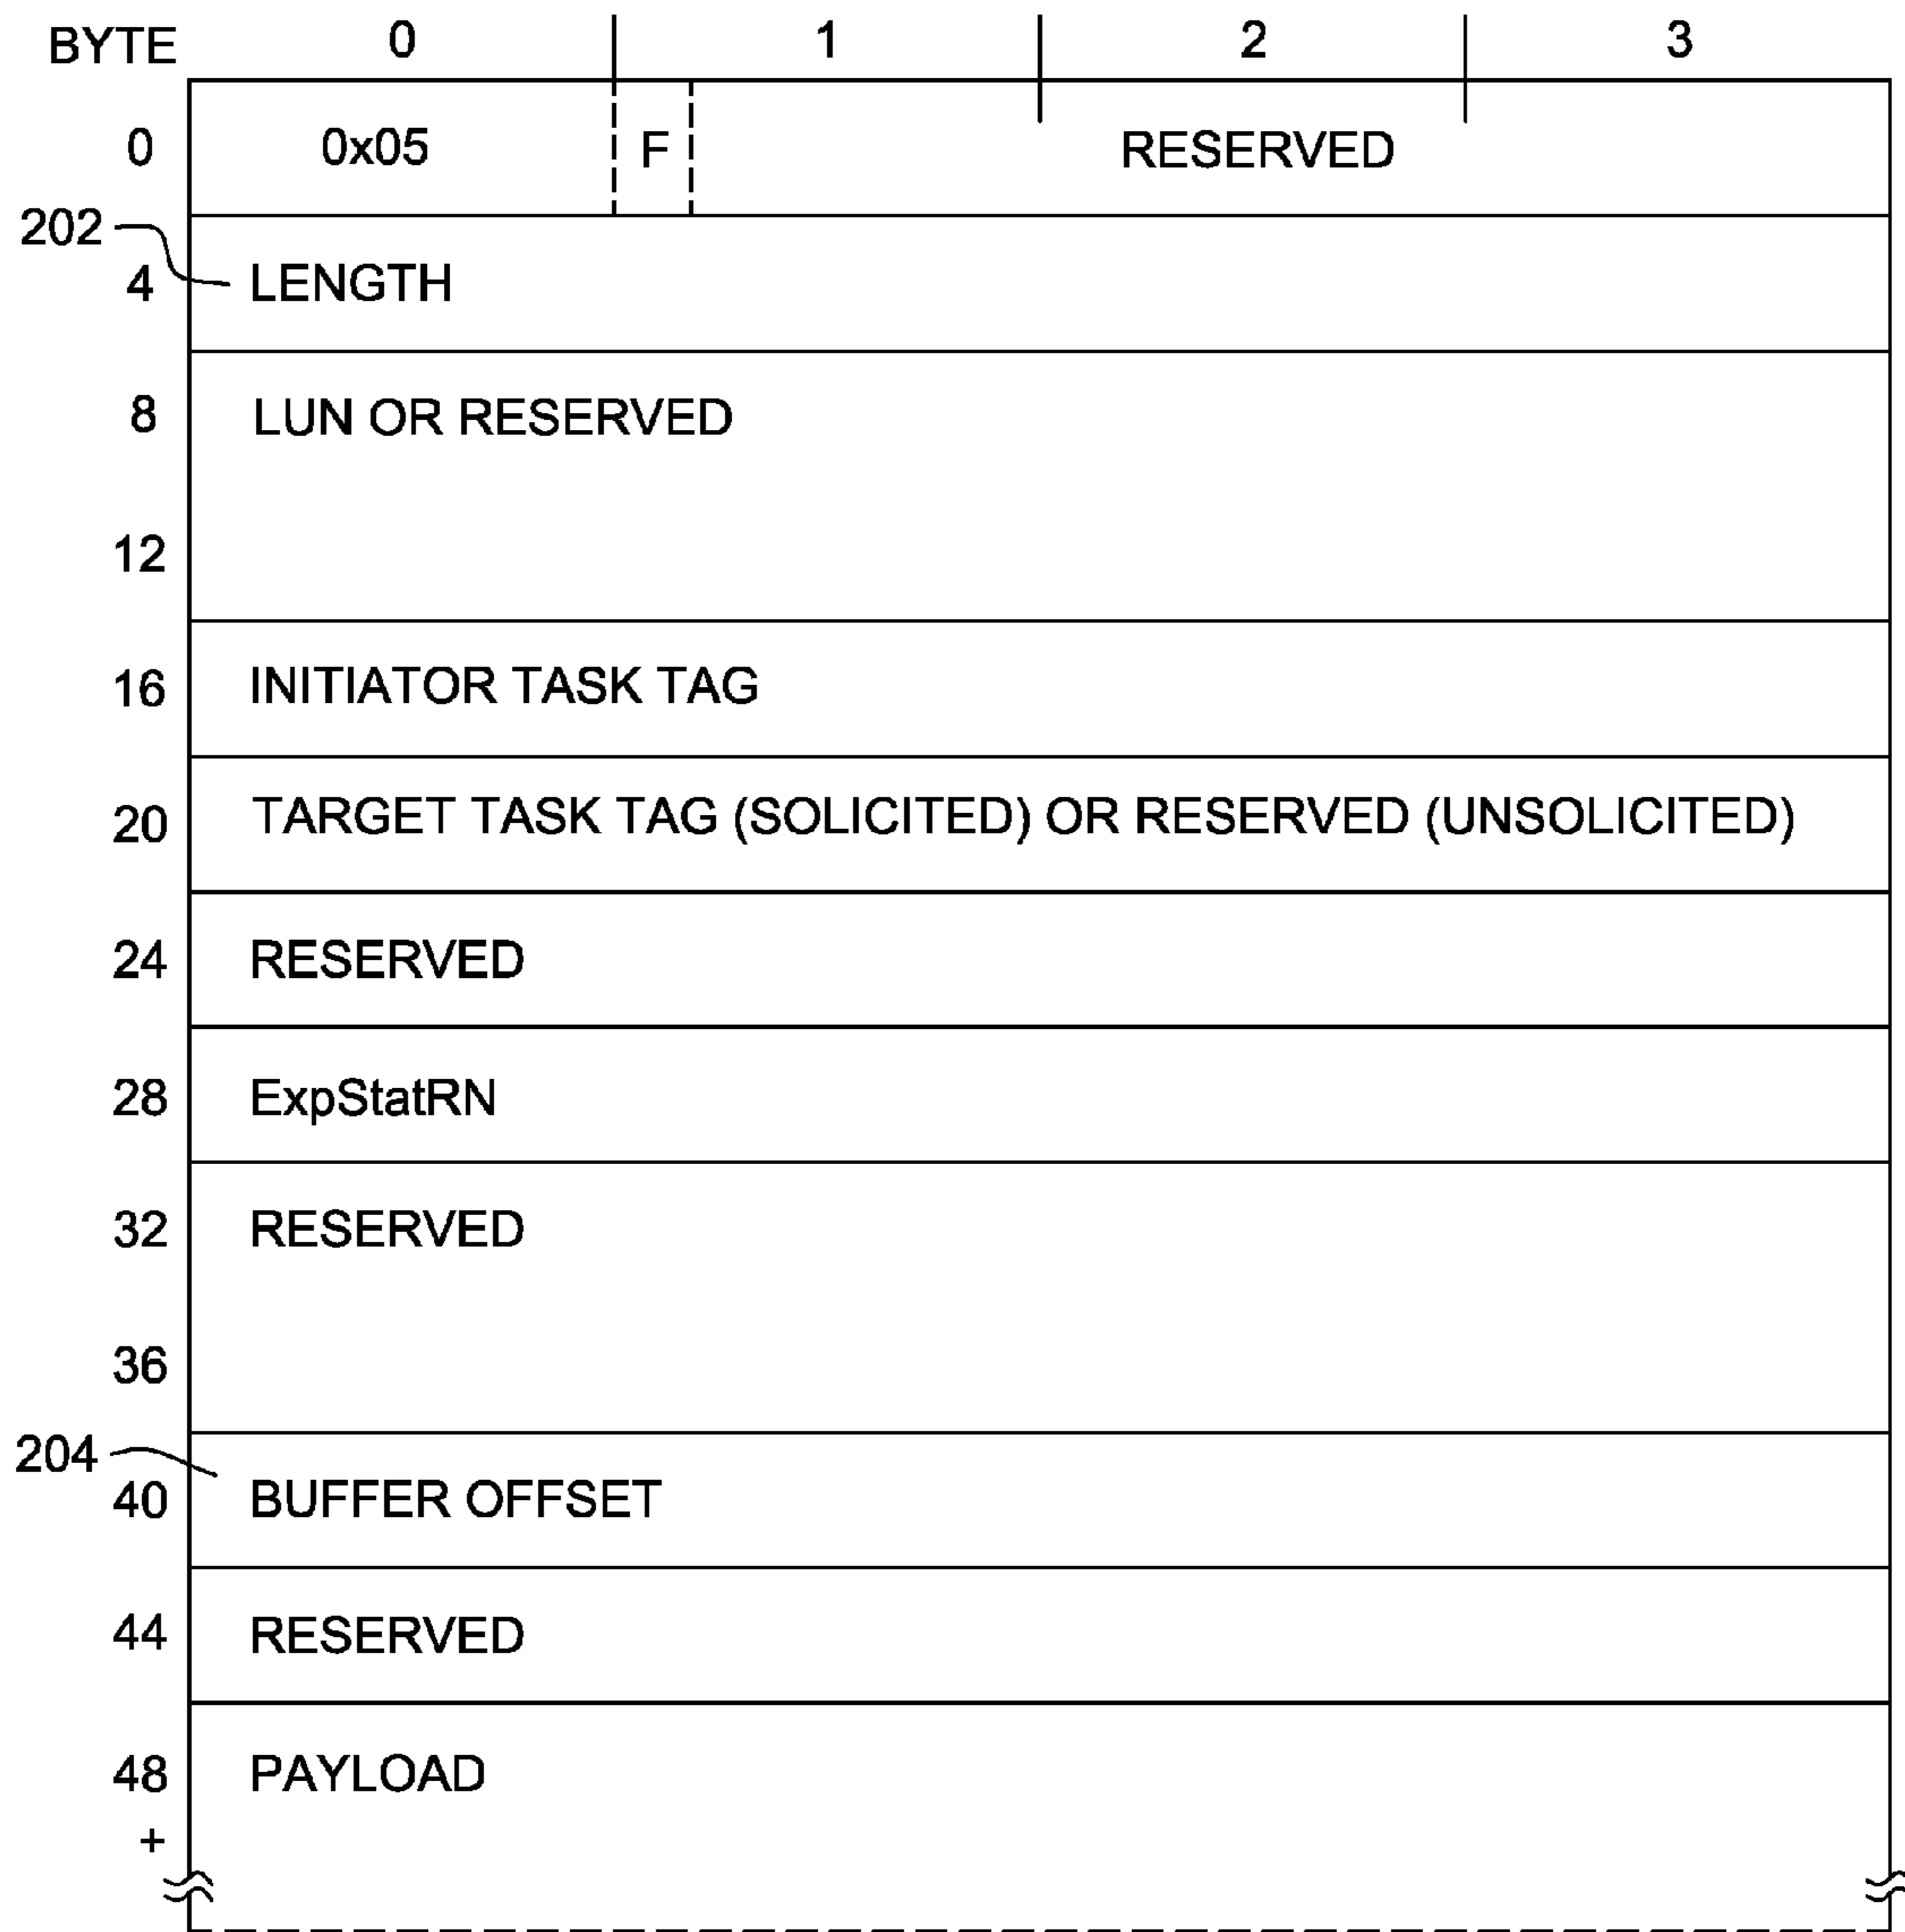 BYTE 0 1 2 3
0 0x05 F RESERVED
202
4 LENGTH
8 LUN OR RESERVED
12
16 INITIATOR TASK TAG
20 TARGET TASK TAG (SOLICITED) OR RESERVED (UNSOLICITED)
24 RESERVED
28 ExpStatRN
32 RESERVED
36
204
40 BUFFER OFFSET
44 RESERVED
48 PAYLOAD
+